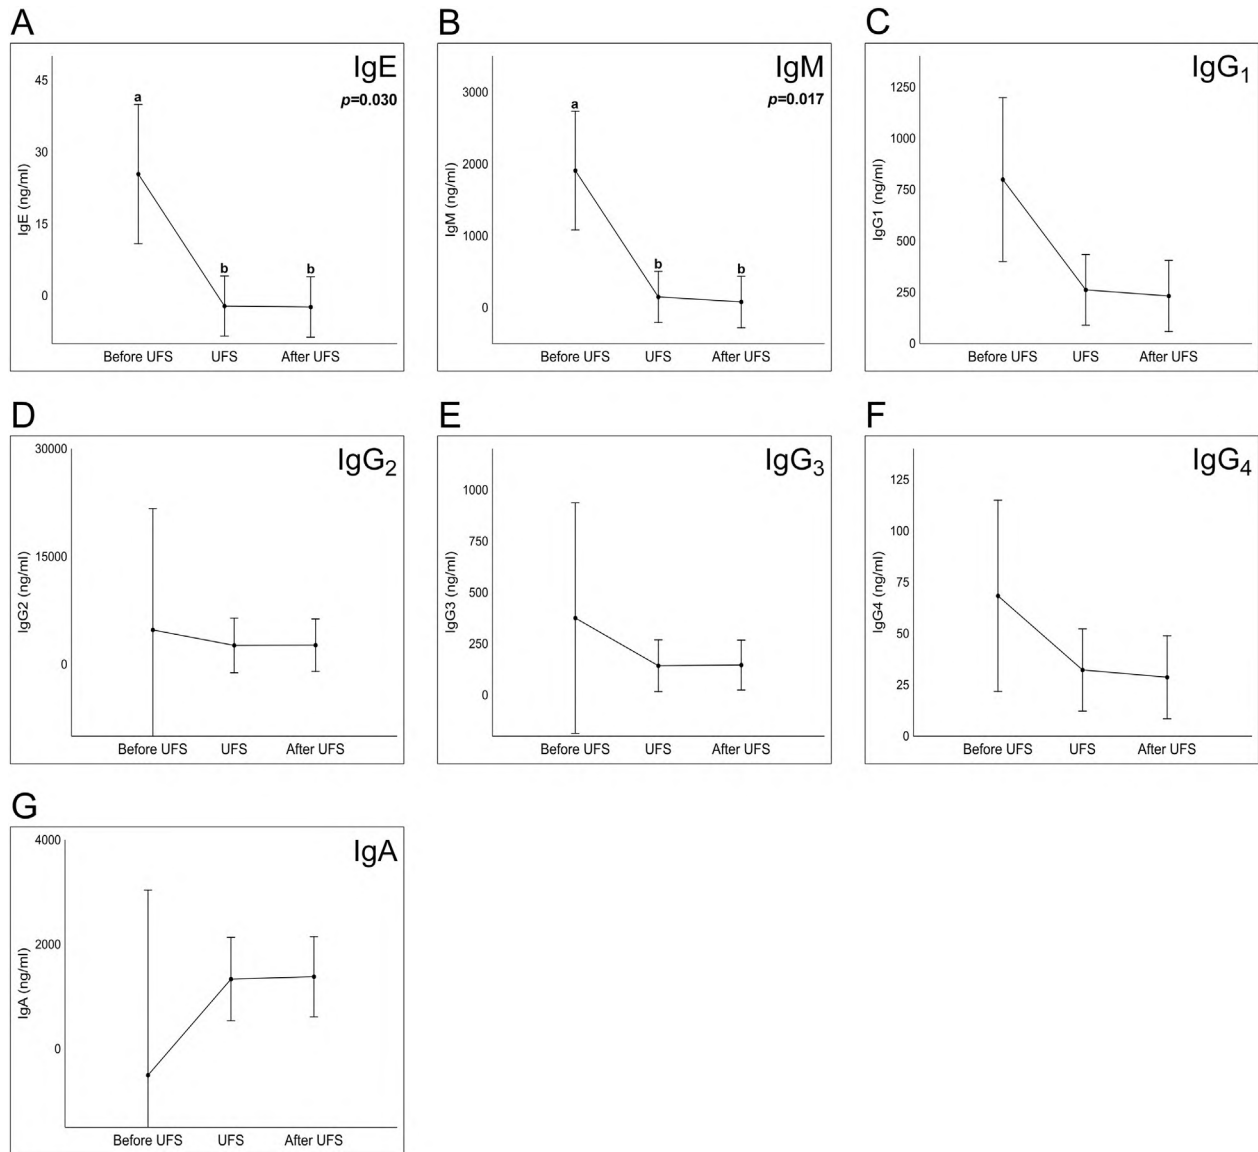 A
IgE
p=0.030
IgE (ng/ml)
45
30
15
0
a
b
b
Before UFS UFS After UFS
B
IgM
p=0.017
IgM (ng/ml)
3000
2000
1000
0
a
b
b
Before UFS UFS After UFS
C
IgG1
IgG1 (ng/ml)
1250
1000
750
500
250
0
Before UFS UFS After UFS
D
IgG2
IgG2 (ng/ml)
30000
15000
0
Before UFS UFS After UFS
E
IgG3
IgG3 (ng/ml)
1000
750
500
250
0
Before UFS UFS After UFS
F
IgG4
IgG4 (ng/ml)
125
100
75
50
25
0
Before UFS UFS After UFS
G
IgA
IgA (ng/ml)
4000
2000
0
Before UFS UFS After UFS